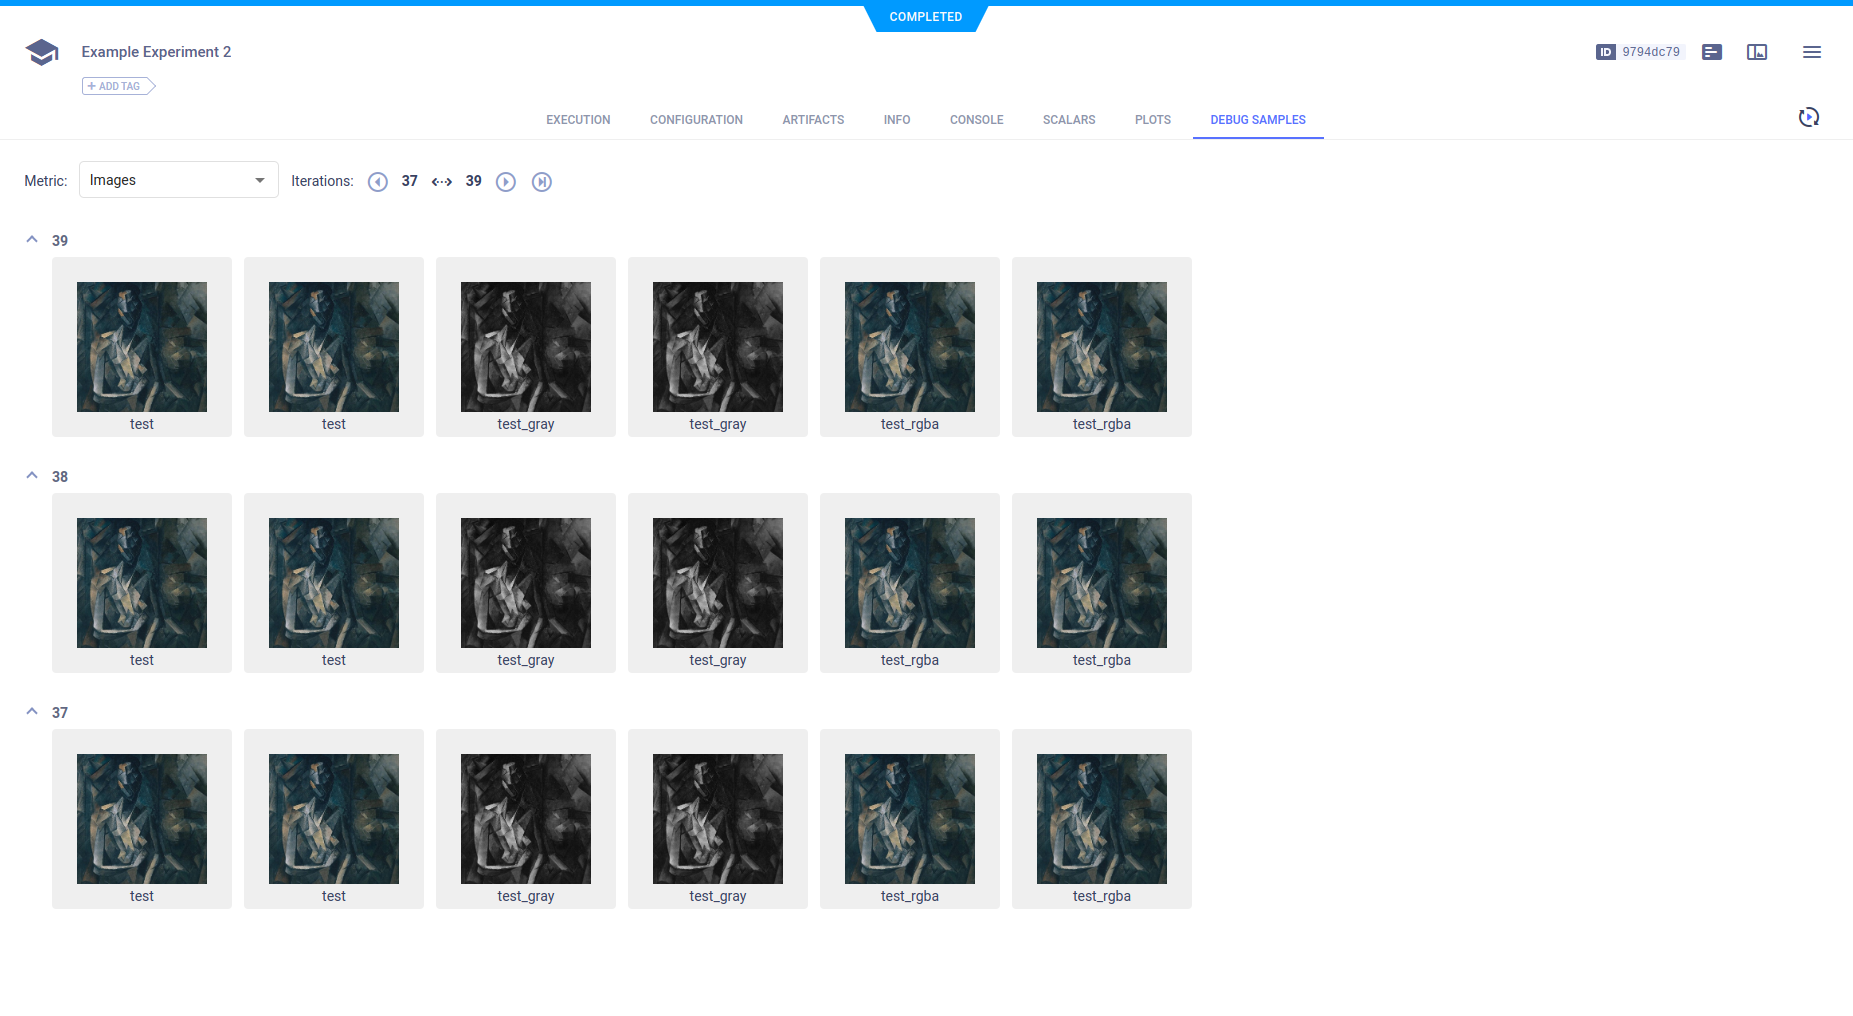 COMPLETED
Example Experiment 2
ID 9794dc79
+ ADD TAG
EXECUTION CONFIGURATION ARTIFACTS INFO CONSOLE SCALARS PLOTS DEBUG SAMPLES
Metric: Images Iterations: 37 39
39
test test test_gray test_gray test_rgba test_rgba
38
test test test_gray test_gray test_rgba test_rgba
37
test test test_gray test_gray test_rgba test_rgba